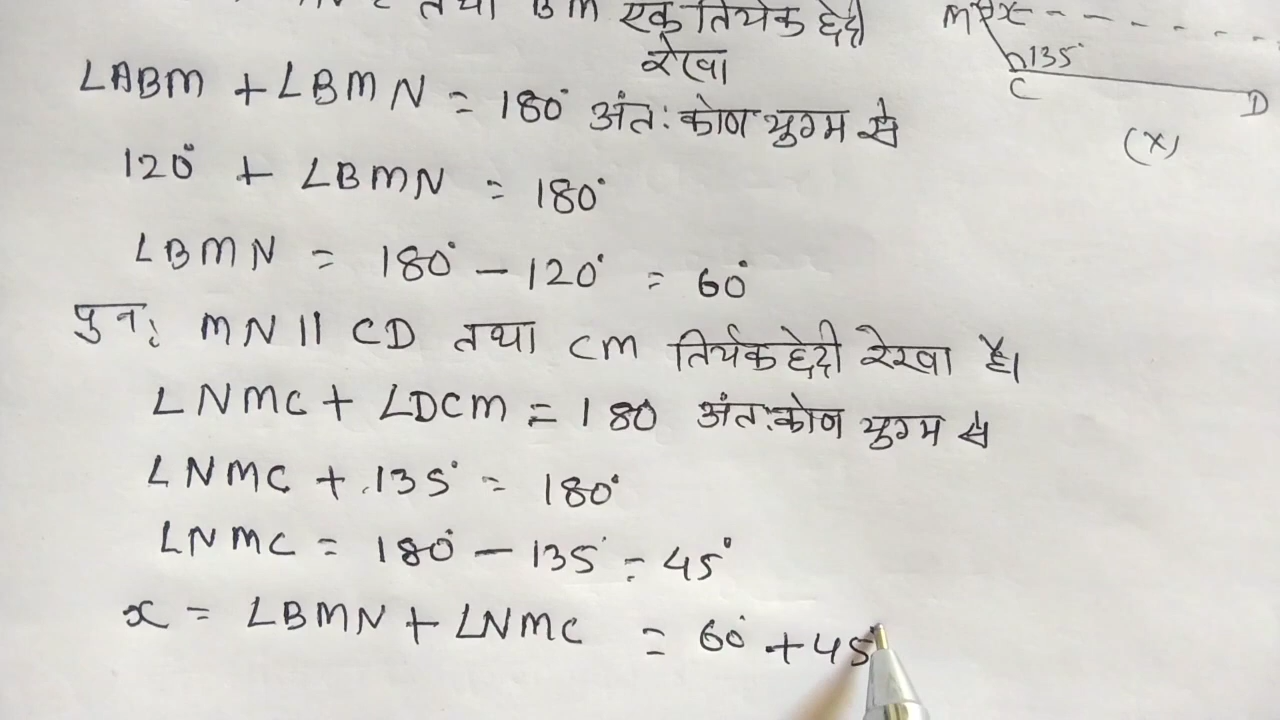 तथा BM एक तिर्यक छेदी
रेखा
∠ABM + ∠BMN = 180° अंतः कोण युग्म से
120° + ∠BMN = 180°
∠BMN = 180° - 120° = 60°
पुनः MN || CD तथा CM तिर्यक छेदी रेखा है।
∠NMC + ∠DCM = 180 अंतःकोण युग्म से
∠NMC + 135° = 180°
∠NMC = 180° - 135° = 45°
x = ∠BMN + ∠NMC = 60° + 45°
M x
135°
C D
(x)